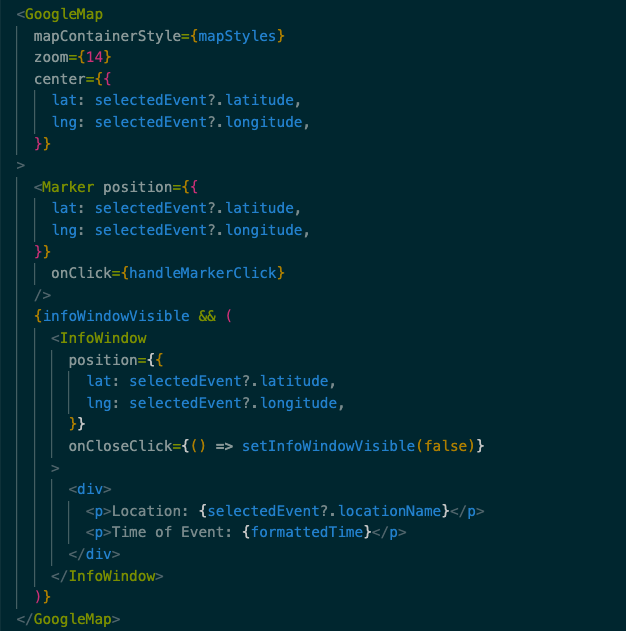 <GoogleMap
mapContainerStyle={mapStyles}
zoom={14}
center={{
lat: selectedEvent?.latitude,
lng: selectedEvent?.longitude,
}}
>
<Marker position={{
lat: selectedEvent?.latitude,
lng: selectedEvent?.longitude,
}}
onClick={handleMarkerClick}
/>
{infoWindowVisible && (
<InfoWindow
position={{
lat: selectedEvent?.latitude,
lng: selectedEvent?.longitude,
}}
onCloseClick={() => setInfoWindowVisible(false)}
>
<div>
<p>Location: {selectedEvent?.locationName}</p>
<p>Time of Event: {formattedTime}</p>
</div>
</InfoWindow>
)}
</GoogleMap>